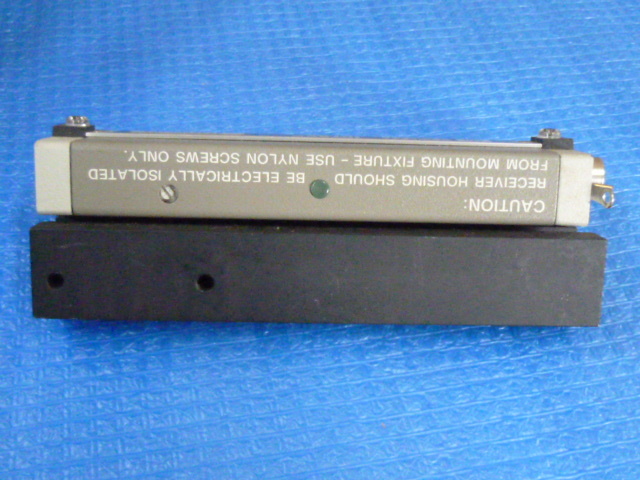 CAUTION:
RECEIVER HOUSING SHOULD BE ELECTRICALLY ISOLATED
FROM MOUNTING FIXTURE - USE NYLON SCREWS ONLY.